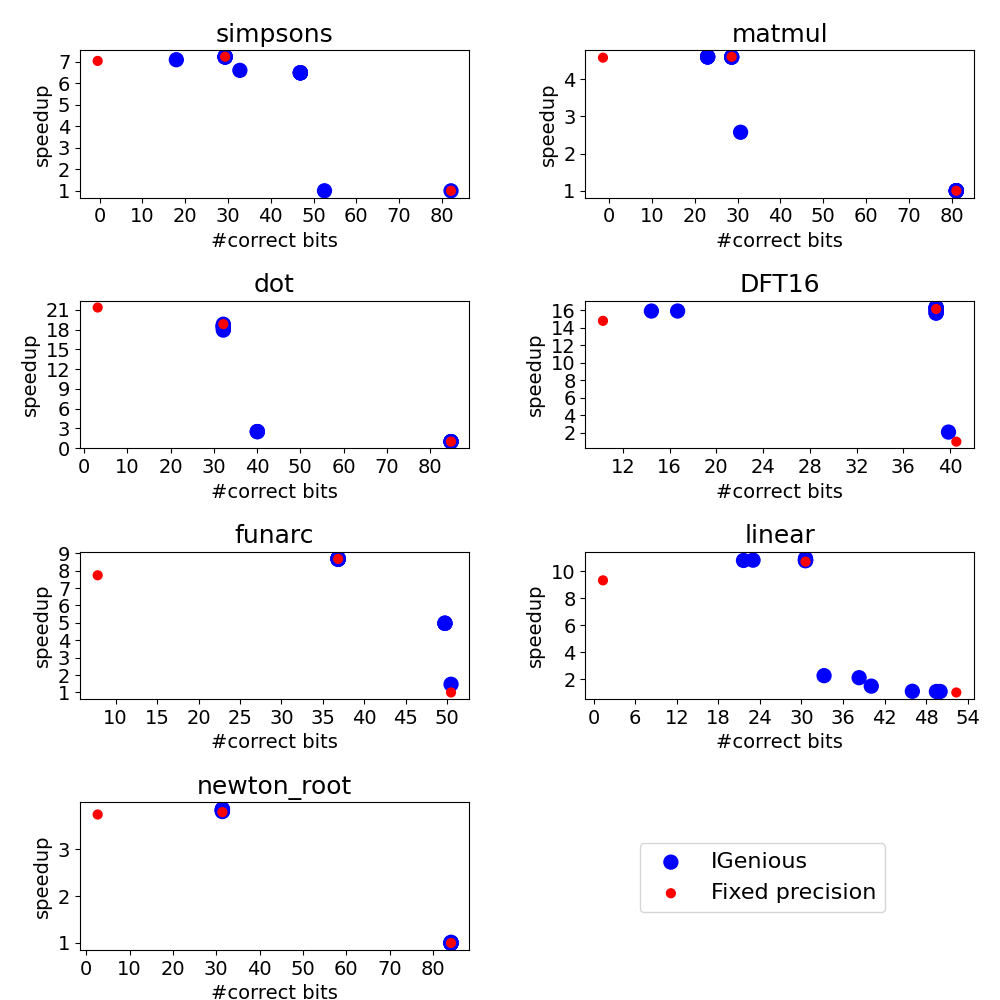 simpsons
speedup
7
6
5
4
3
2
1
0 10 20 30 40 50 60 70 80
#correct bits
matmul
speedup
4
3
2
1
0 10 20 30 40 50 60 70 80
#correct bits
dot
speedup
21
18
15
12
9
6
3
0
0 10 20 30 40 50 60 70 80
#correct bits
DFT16
speedup
16
14
12
10
8
6
4
2
12 16 20 24 28 32 36 40
#correct bits
funarc
speedup
9
8
7
6
5
4
3
2
1
10 15 20 25 30 35 40 45 50
#correct bits
linear
speedup
10
8
6
4
2
0 6 12 18 24 30 36 42 48 54
#correct bits
newton_root
speedup
3
2
1
0 10 20 30 40 50 60 70 80
#correct bits
IGenious
Fixed precision